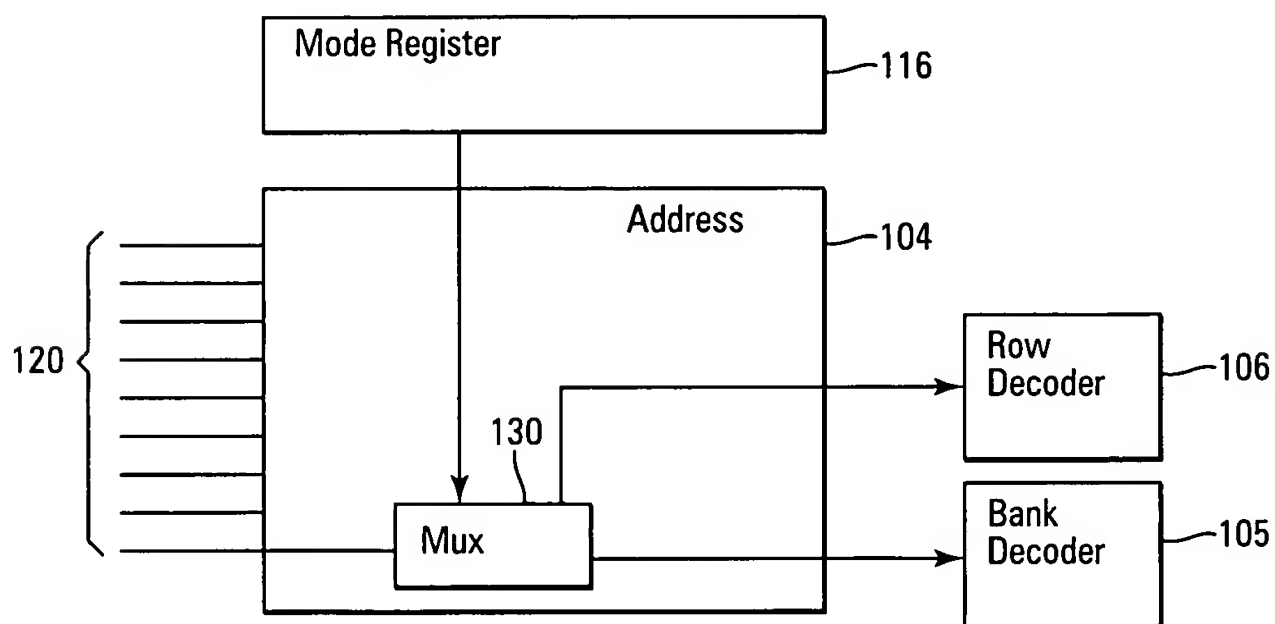 Mode Register
116
Address
104
120
Row
Decoder
106
130
Mux
Bank
Decoder
105